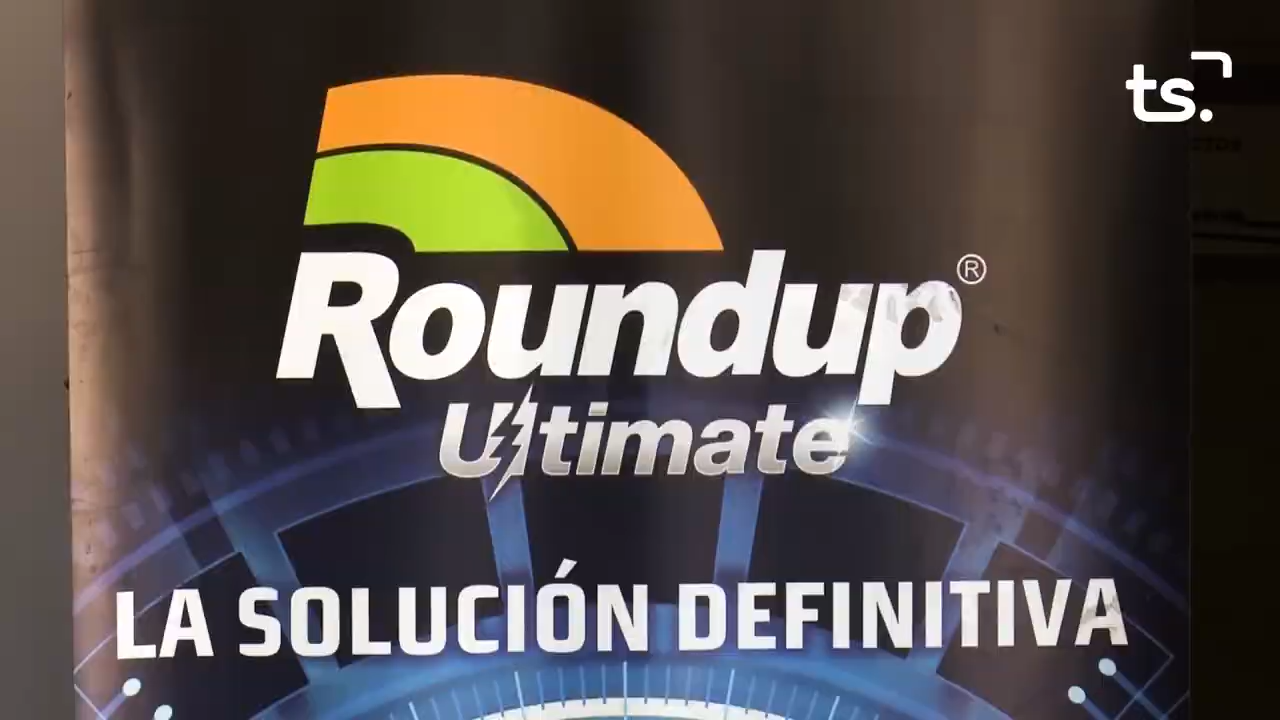 ts.
Roundup®
Ultimate
LA SOLUCIÓN DEFINITIVA